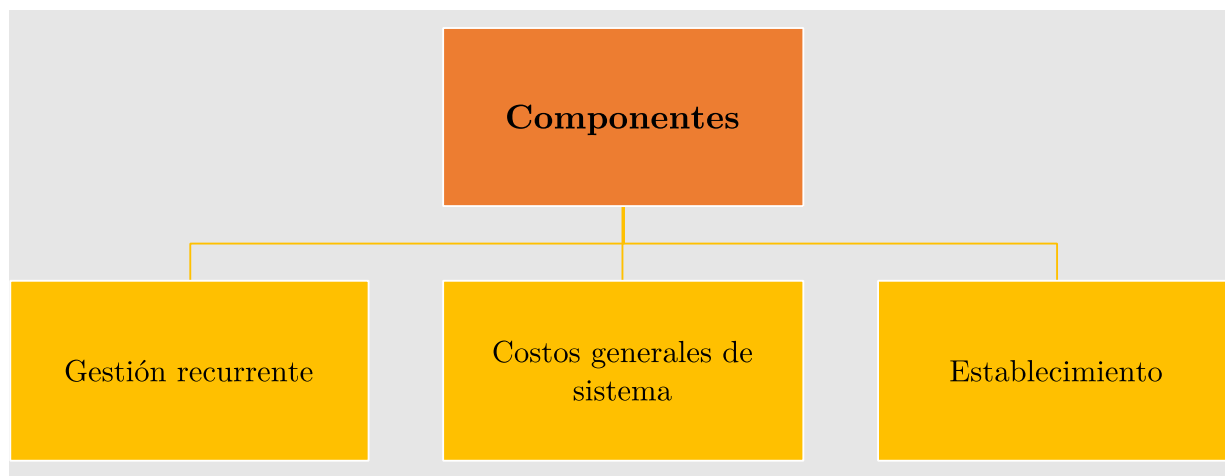 Componentes
Gestión recurrente
Costos generales de
sistema
Establecimiento